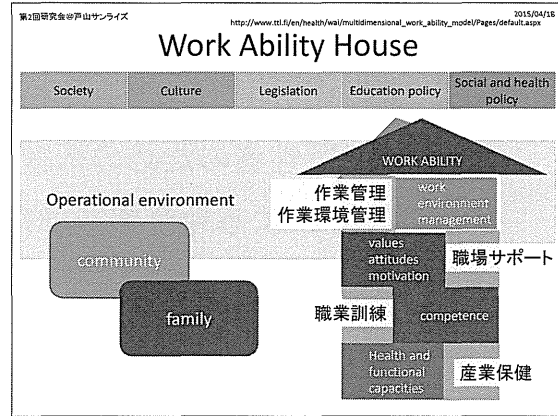 第2回研究会@戸山サンライズ
2015/04/18
http://www.ttl.fi/en/health/wai/multidimensional_work_ability_model/Pages/default.aspx
Work Ability House
Society
Culture
Legislation
Education policy
Social and health
policy
WORK ABILITY
Operational environment
community
family
作業管理
作業環境管理
work
environment
management
values
attitudes
motivation
職場サポート
職業訓練
competence
Health and
functional
capacities
産業保健